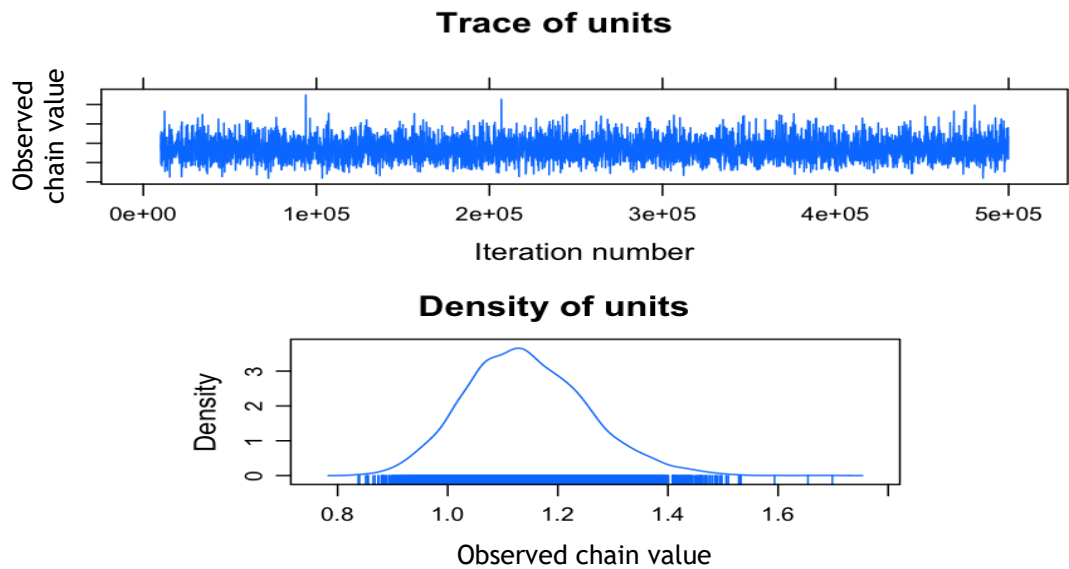 Trace of units
Observed
chain value
0e+00 1e+05 2e+05 3e+05 4e+05 5e+05
Iteration number
Density of units
Density
3
2
1
0
0.8 1.0 1.2 1.4 1.6
Observed chain value